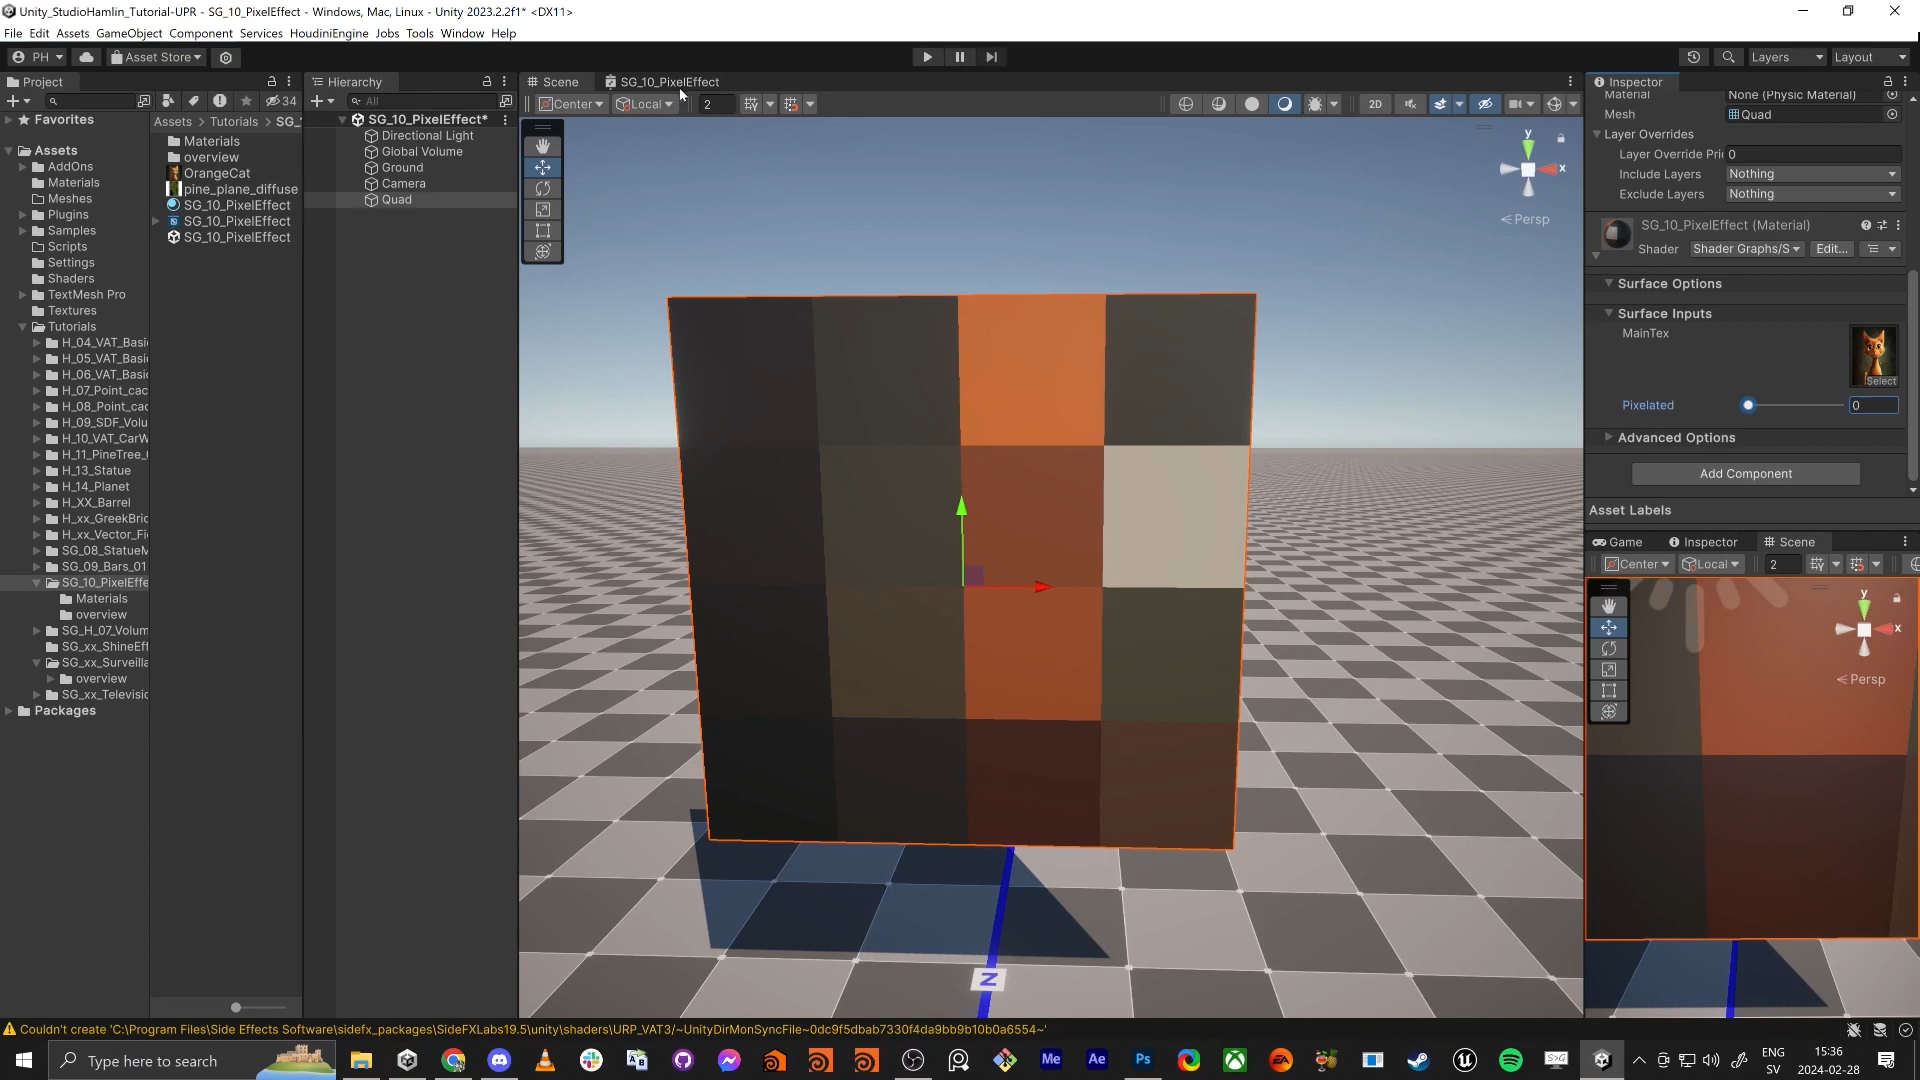 Unity_StudioHamlin_Tutorial-UPR - SG_10_PixelEffect - Windows, Mac, Linux - Unity 2023.2.2f1* <DX11>
File Edit Assets GameObject Component Services HoudiniEngine Jobs Tools Window Help
PH Asset Store Layers Layout
Project 34
Favorites
Assets
AddOns
Materials
Meshes
Plugins
Samples
Scripts
Settings
Shaders
TextMesh Pro
Textures
Tutorials
H_04_VAT_Basi
H_05_VAT_Basi
H_06_VAT_Basi
H_07_Point_cac
H_08_Point_cac
H_09_SDF_Volu
H_10_VAT_CarW
H_11_PineTree_
H_13_Statue
H_14_Planet
H_XX_Barrel
H_xx_GreekBric
H_xx_Vector_Fi
SG_08_StatueM
SG_09_Bars_01
SG_10_PixelEffe
Materials
overview
SG_H_07_Volum
SG_xx_ShineEff
SG_xx_Surveilla
overview
SG_xx_Televisic
Packages
Assets > Tutorials > SG_
Materials
overview
OrangeCat
pine_plane_diffuse
SG_10_PixelEffect
SG_10_PixelEffect
SG_10_PixelEffect
Hierarchy
All
SG_10_PixelEffect*
Directional Light
Global Volume
Ground
Camera
Quad
Scene SG_10_PixelEffect
Center Local 2 2D
y
x
Persp
N
Inspector
Material None (Physic Material)
Mesh Quad
Layer Overrides
Layer Override Pri 0
Include Layers Nothing
Exclude Layers Nothing
SG_10_PixelEffect (Material)
Shader Shader Graphs/S Edit...
Surface Options
Surface Inputs
MainTex
Select
Pixelated 0
Advanced Options
Add Component
Asset Labels
Game Inspector Scene
Center Local 2
y
x
Persp
Couldn't create 'C:\Program Files\Side Effects Software\sidefx_packages\SideFXLabs19.5\unity\shaders\URP_VAT3/~UnityDirMonSyncFile~0dc9f5dbab7330f4da9bb9b10b0a6554~'
Type here to search
Me Ae Ps
ENG
SV
15:36
2024-02-28